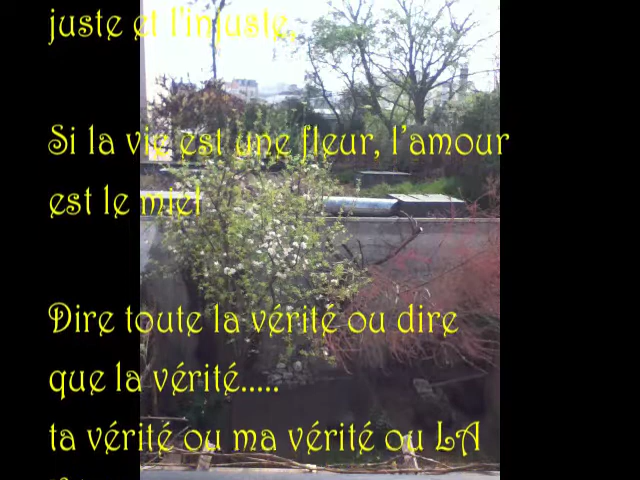 juste et l'injuste,
Si la vie est une fleur, l'amour
est le miel
Dire toute la vérité ou dire
que la vérité.....
ta vérité ou ma vérité ou LA